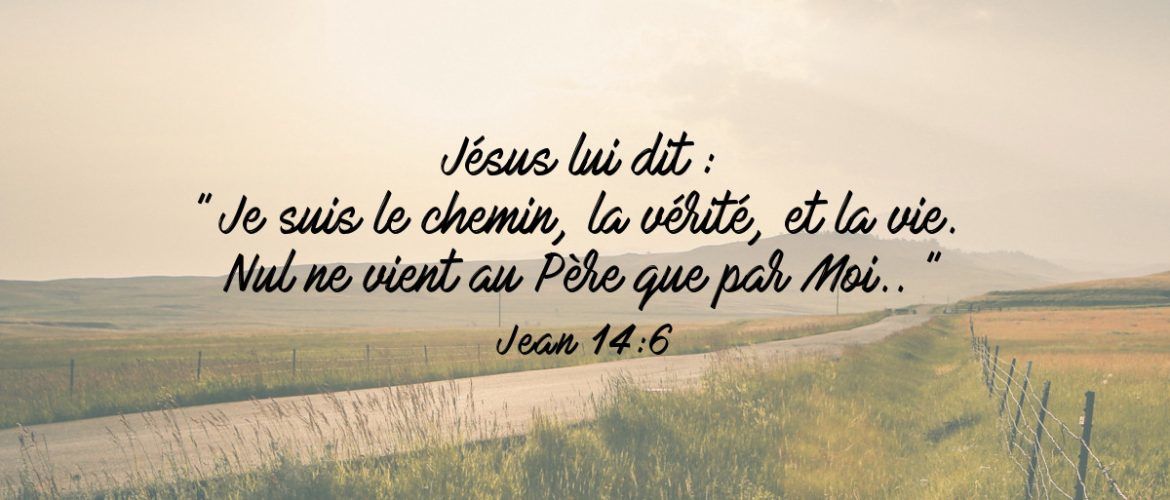 Jésus lui dit :
"Je suis le chemin, la vérité, et la vie.
Nul ne vient au Père que par Moi.. "
Jean 14:6